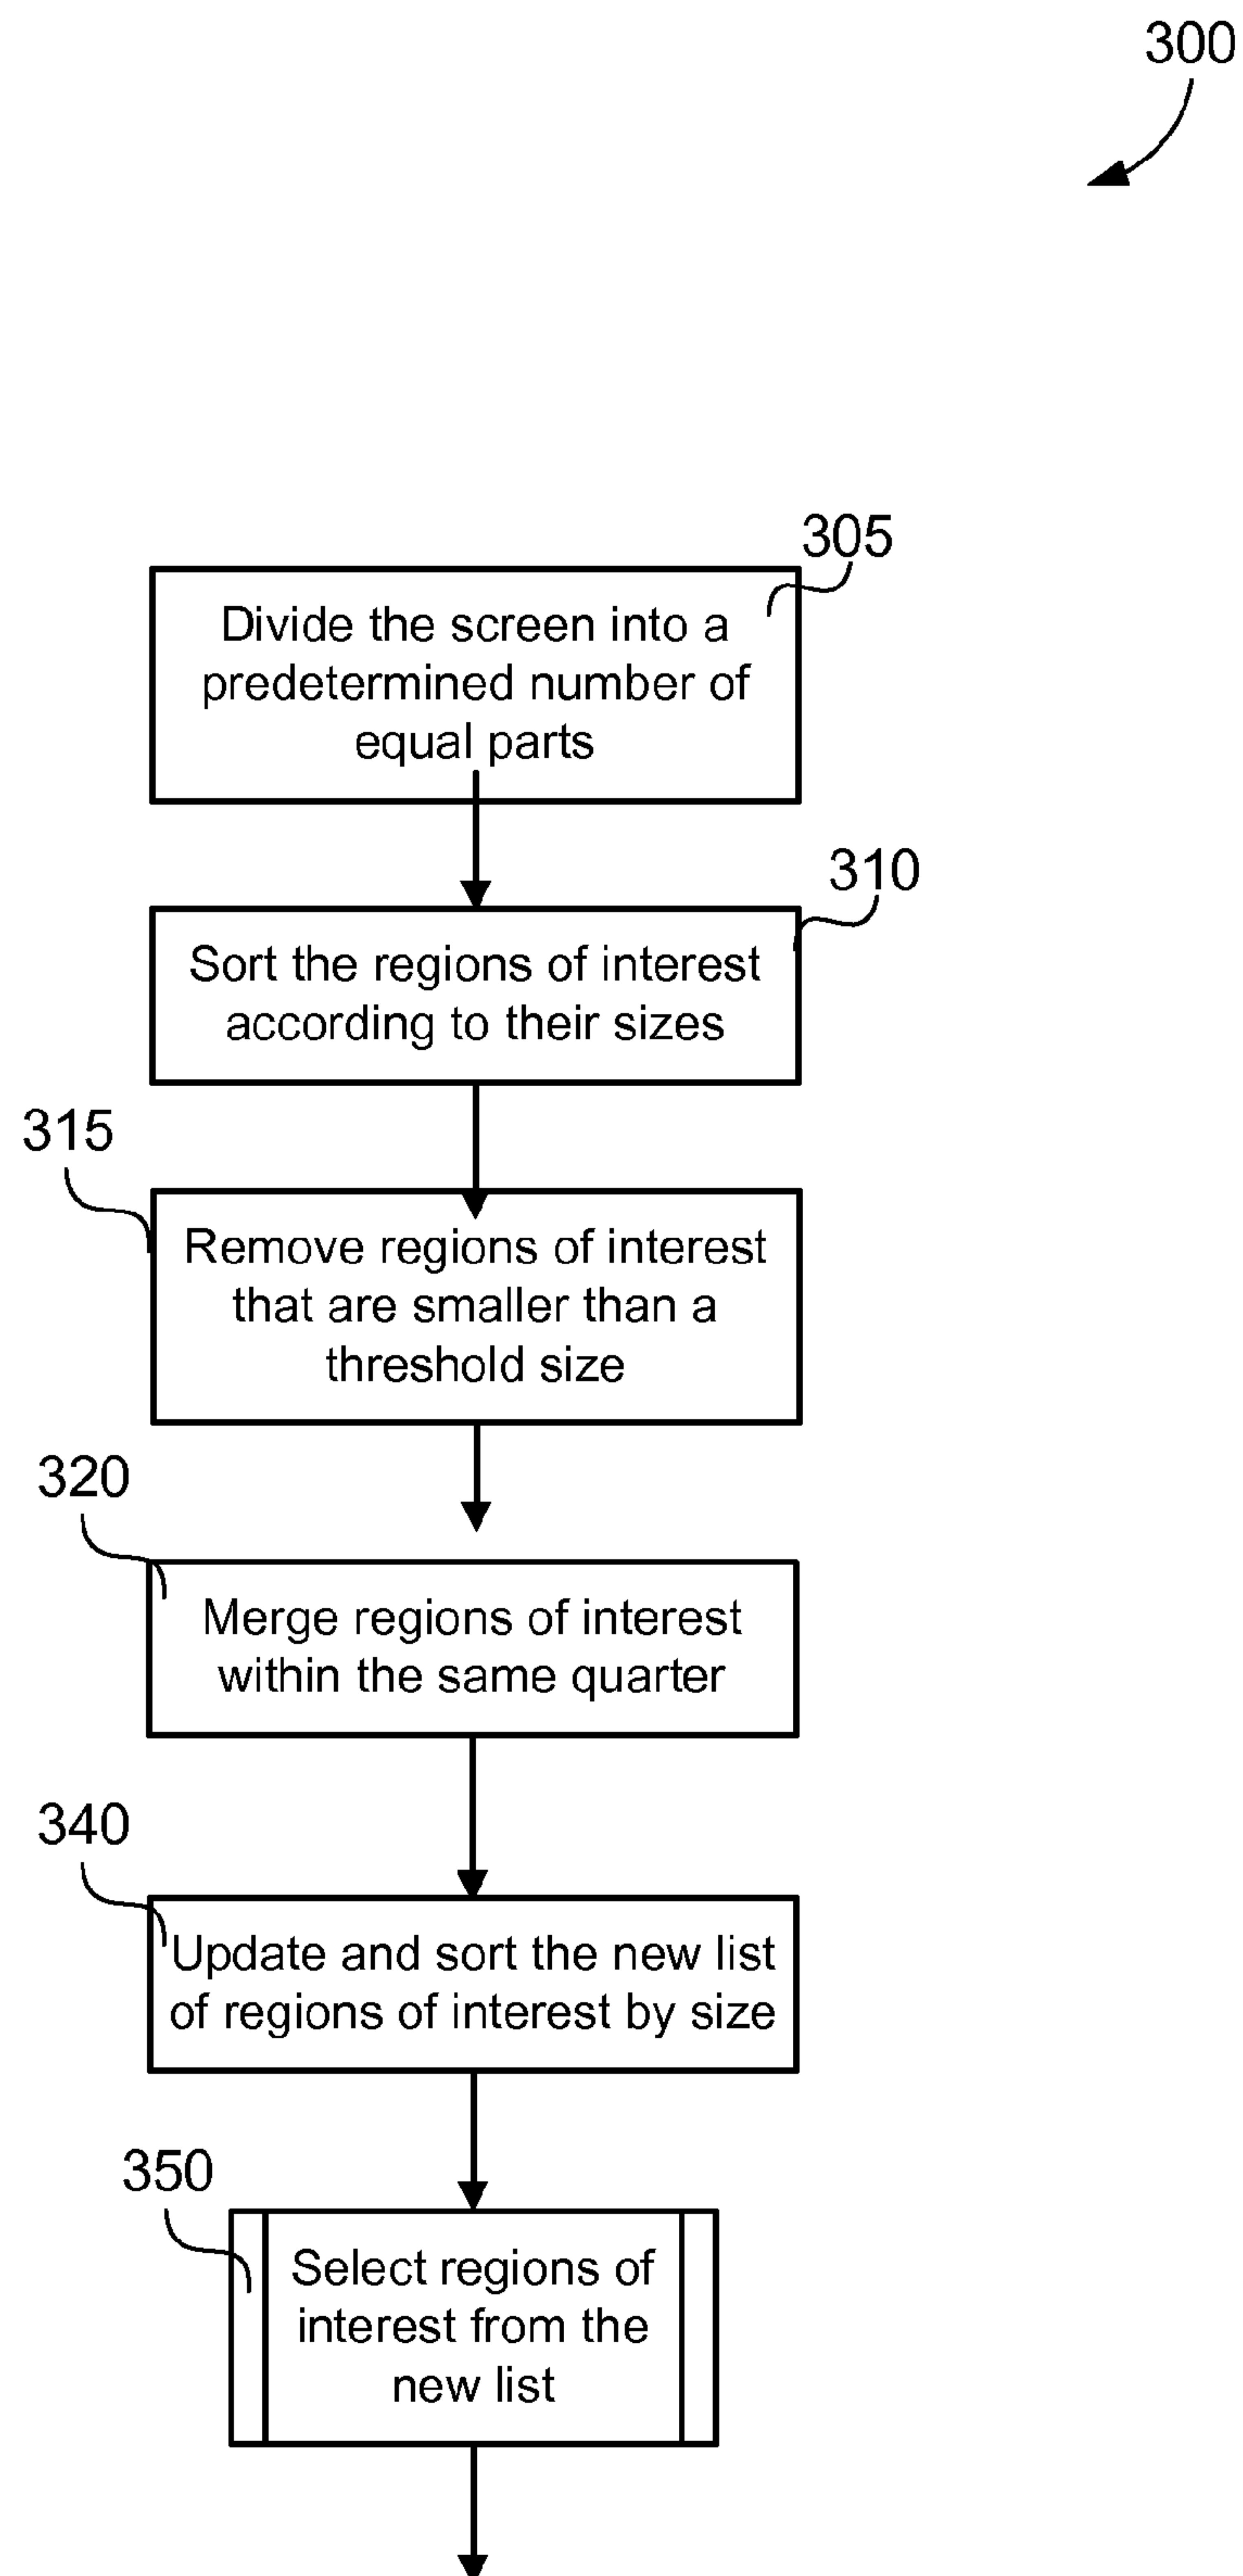 300
305
Divide the screen into a
predetermined number of
equal parts
310
Sort the regions of interest
according to their sizes
315
Remove regions of interest
that are smaller than a
threshold size
320
Merge regions of interest
within the same quarter
340
Update and sort the new list
of regions of interest by size
350
Select regions of
interest from the
new list